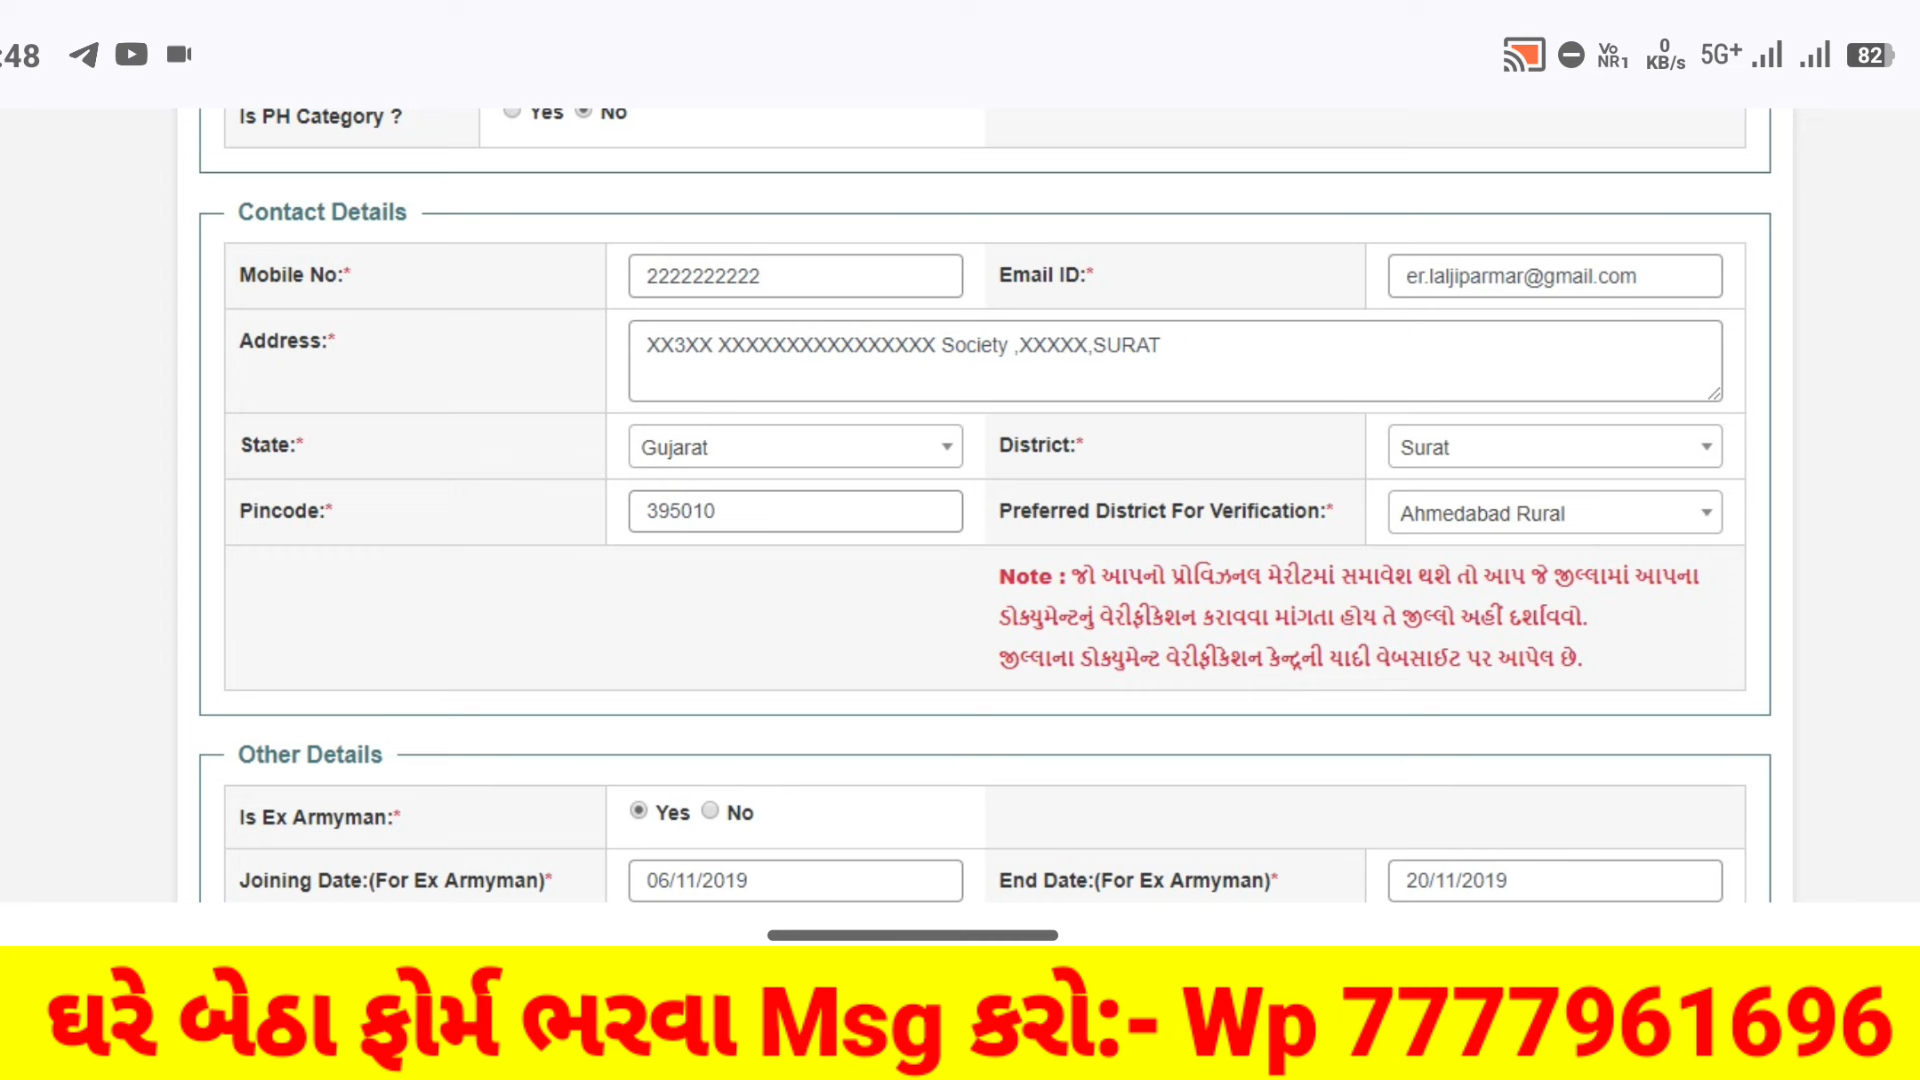 :48
Vo NR1 0 KB/s 5G+ 82
Is PH Category ? Yes No
Contact Details
Mobile No:* 2222222222 Email ID:* er.laljiparmar@gmail.com
Address:* XX3XX XXXXXXXXXXXXXXXX Society ,XXXXX,SURAT
State:* Gujarat District:* Surat
Pincode:* 395010 Preferred District For Verification:* Ahmedabad Rural
Note : જો આપનો પ્રોવિઝનલ મેરીટમાં સમાવેશ થશે તો આપ જે જીલ્લામાં આપના
ડોક્યુમેન્ટનું વેરીફીકેશન કરાવવા માંગતા હોય તે જીલ્લો અહીં દર્શાવવો.
જીલ્લાના ડોક્યુમેન્ટ વેરીફીકેશન કેન્દ્રની યાદી વેબસાઈટ પર આપેલ છે.
Other Details
Is Ex Armyman:* Yes No
Joining Date:(For Ex Armyman)* 06/11/2019 End Date:(For Ex Armyman)* 20/11/2019
ઘરે બેઠા ફોર્મ ભરવા Msg કરો:- Wp 7777961696